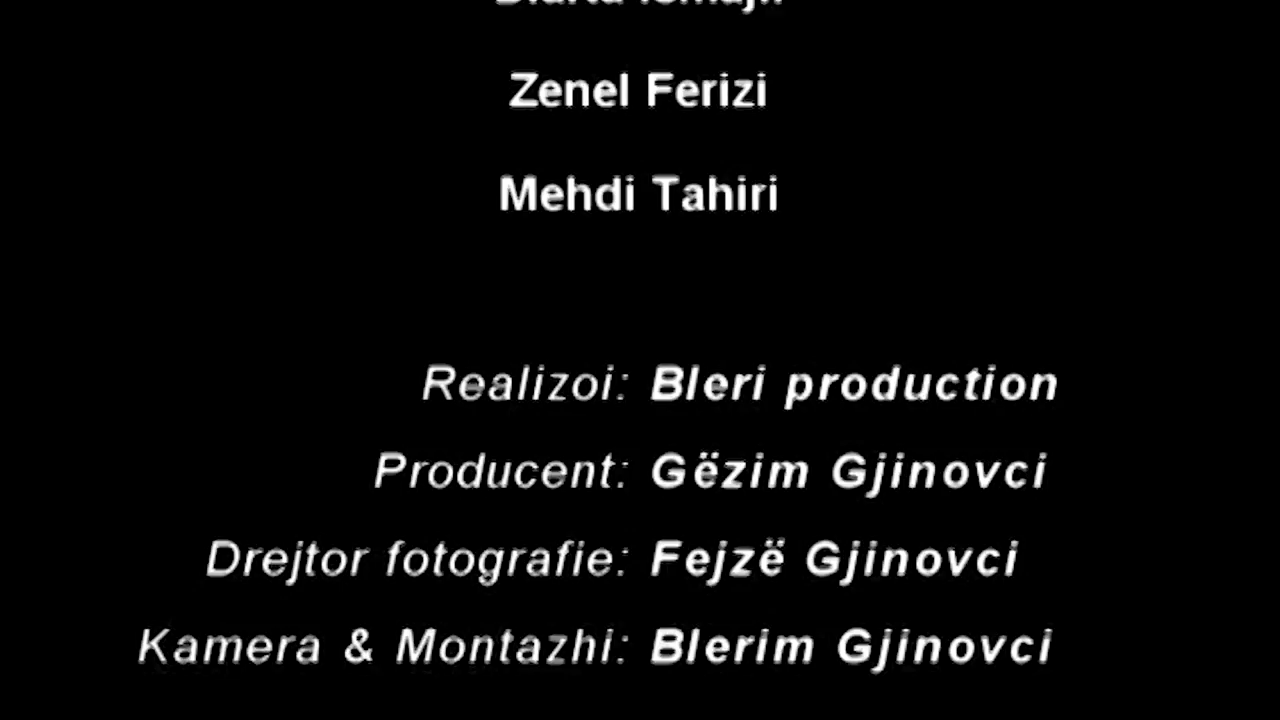 Zenel Ferizi
Mehdi Tahiri
Realizoi: Bleri production
Producent: Gëzim Gjinovci
Drejtor fotografie: Fejzë Gjinovci
Kamera & Montazhi: Blerim Gjinovci